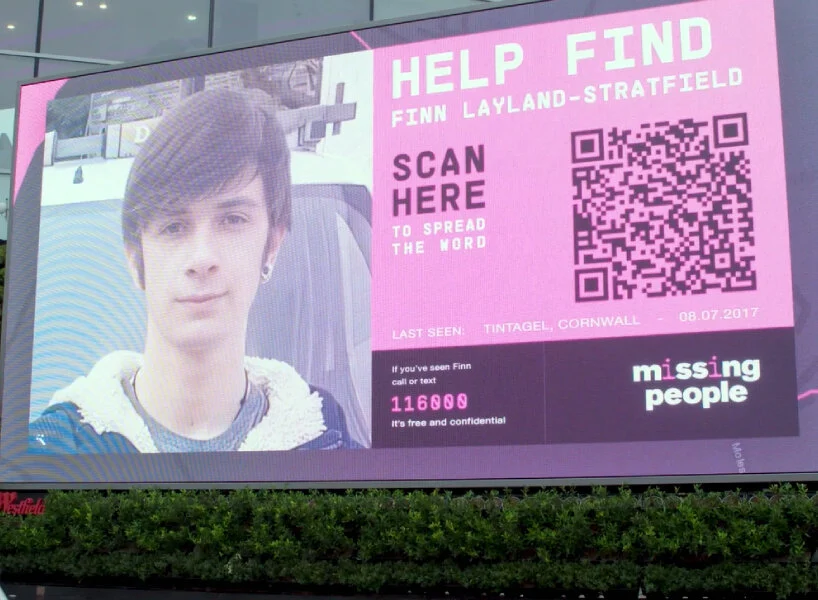 HELP FIND
FINN LAYLAND-STRATFIELD
SCAN
HERE
TO SPREAD
THE WORD
LAST SEEN: TINTAGEL, CORNWALL - 08.07.2017
If you've seen Finn
call or text
116000
It's free and confidential
missing
people
Westfield
D